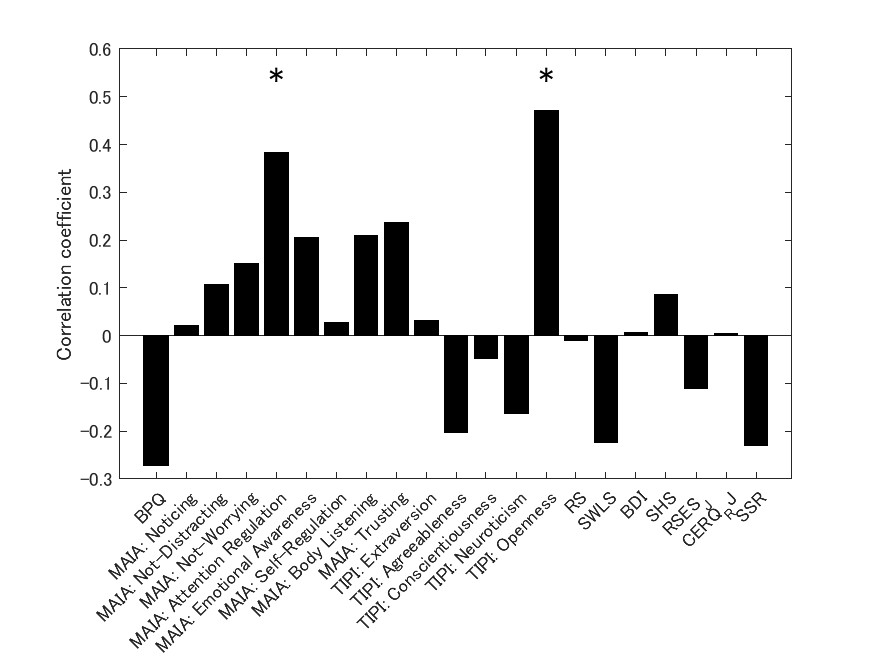 Correlation coefficient
0.6
0.5
0.4
0.3
0.2
0.1
0
−0.1
−0.2
−0.3
*
*
BPQ
MAIA: Noticing
MAIA: Not−Distracting
MAIA: Not−Worrying
MAIA: Attention Regulation
MAIA: Emotional Awareness
MAIA: Self−Regulation
MAIA: Body Listening
MAIA: Trusting
TIPI: Extraversion
TIPI: Agreeableness
TIPI: Conscientiousness
TIPI: Neuroticism
TIPI: Openness
RS
SWLS
BDI
SHS
RSES_J
CERQ_R_J
SSR